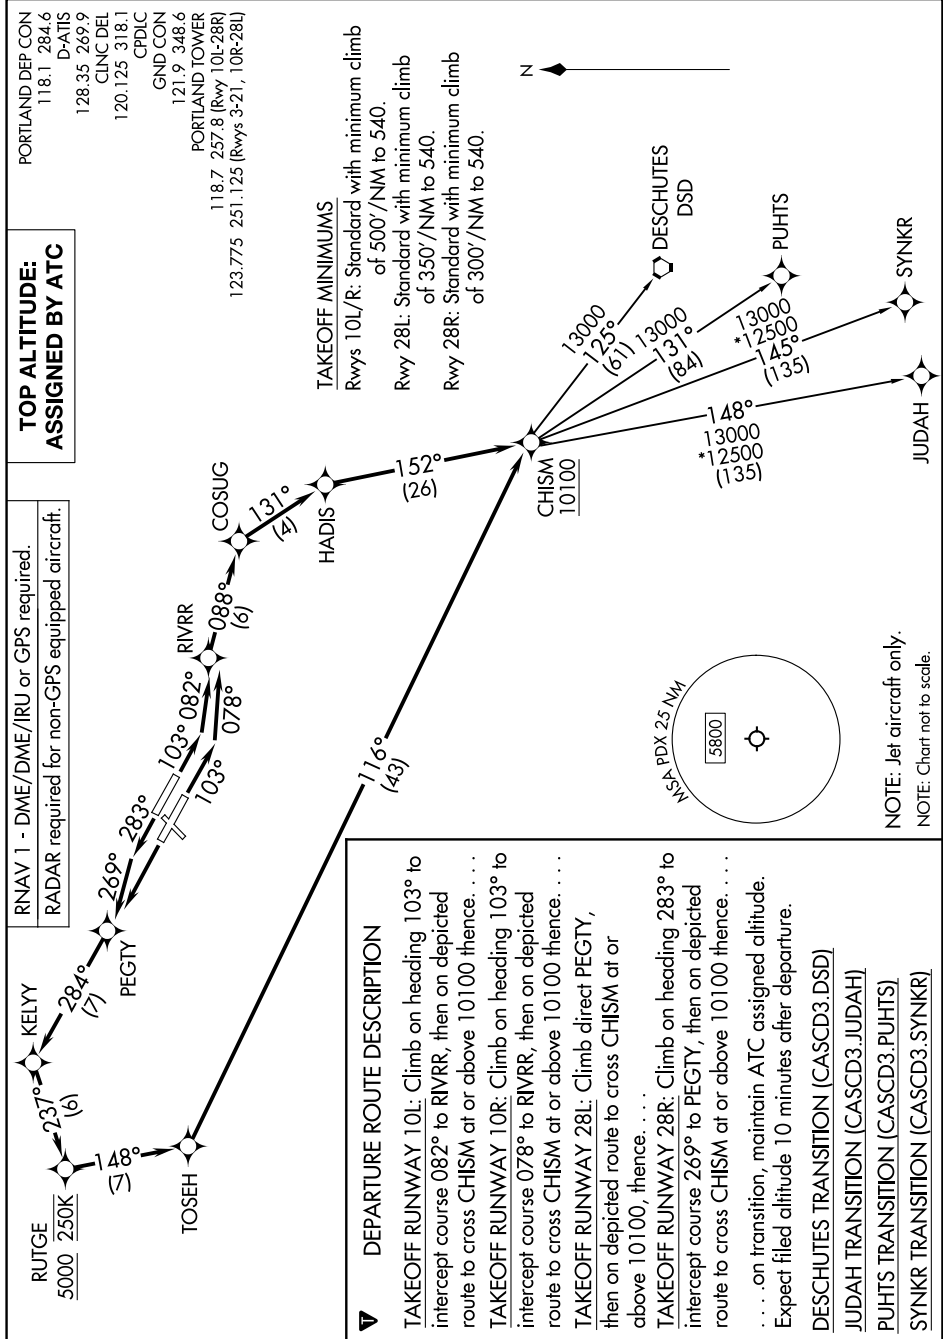 RNAV 1 - DME/DME/IRU or GPS required.
RADAR required for non-GPS equipped aircraft.
TOP ALTITUDE:
ASSIGNED BY ATC
PORTLAND DEP CON
118.1 284.6
D-ATIS
128.35 269.9
CLNC DEL
120.125 318.1
CPDLC
GND CON
121.9 348.6
PORTLAND TOWER
118.7 257.8 (Rwy 10L-28R)
123.775 251.125 (Rwys 3-21, 10R-28L)
TAKEOFF MINIMUMS
Rwys 10L/R: Standard with minimum climb
of 500'/NM to 540.
Rwy 28L: Standard with minimum climb
of 350'/NM to 540.
Rwy 28R: Standard with minimum climb
of 300'/NM to 540.
N
RUTGE
5000 250K
237°
(6)
KELYY
284°
(7)
PEGTY
269°
283°
103°
082°
103°
078°
RIVRR
088°
(6)
COSUG
131°
(4)
HADIS
152°
(26)
148°
(7)
TOSEH
116°
(43)
CHISM
10100
13000
125°
(61)
DESCHUTES
DSD
13000
131°
(84)
PUHTS
13000
*12500
145°
(135)
SYNKR
148°
13000
*12500
(135)
JUDAH
MSA PDX 25 NM
5800
NOTE: Jet aircraft only.
NOTE: Chart not to scale.
T
DEPARTURE ROUTE DESCRIPTION
TAKEOFF RUNWAY 10L: Climb on heading 103° to
intercept course 082° to RIVRR, then on depicted
route to cross CHISM at or above 10100 thence. . . .
TAKEOFF RUNWAY 10R: Climb on heading 103° to
intercept course 078° to RIVRR, then on depicted
route to cross CHISM at or above 10100 thence. . . .
TAKEOFF RUNWAY 28L: Climb direct PEGTY,
then on depicted route to cross CHISM at or
above 10100, thence. . . .
TAKEOFF RUNWAY 28R: Climb on heading 283° to
intercept course 269° to PEGTY, then on depicted
route to cross CHISM at or above 10100 thence. . . .
. . . .on transition, maintain ATC assigned altitude.
Expect filed altitude 10 minutes after departure.
DESCHUTES TRANSITION (CASCD3.DSD)
JUDAH TRANSITION (CASCD3.JUDAH)
PUHTS TRANSITION (CASCD3.PUHTS)
SYNKR TRANSITION (CASCD3.SYNKR)